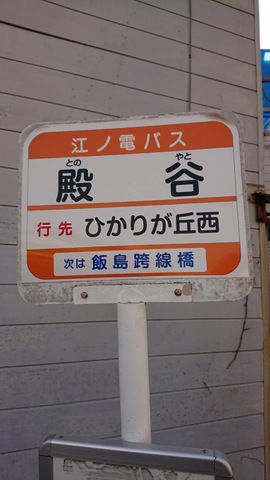 江ノ電バス
との やと
殿 谷
行先 ひかりが丘西
次は 飯島跨線橋